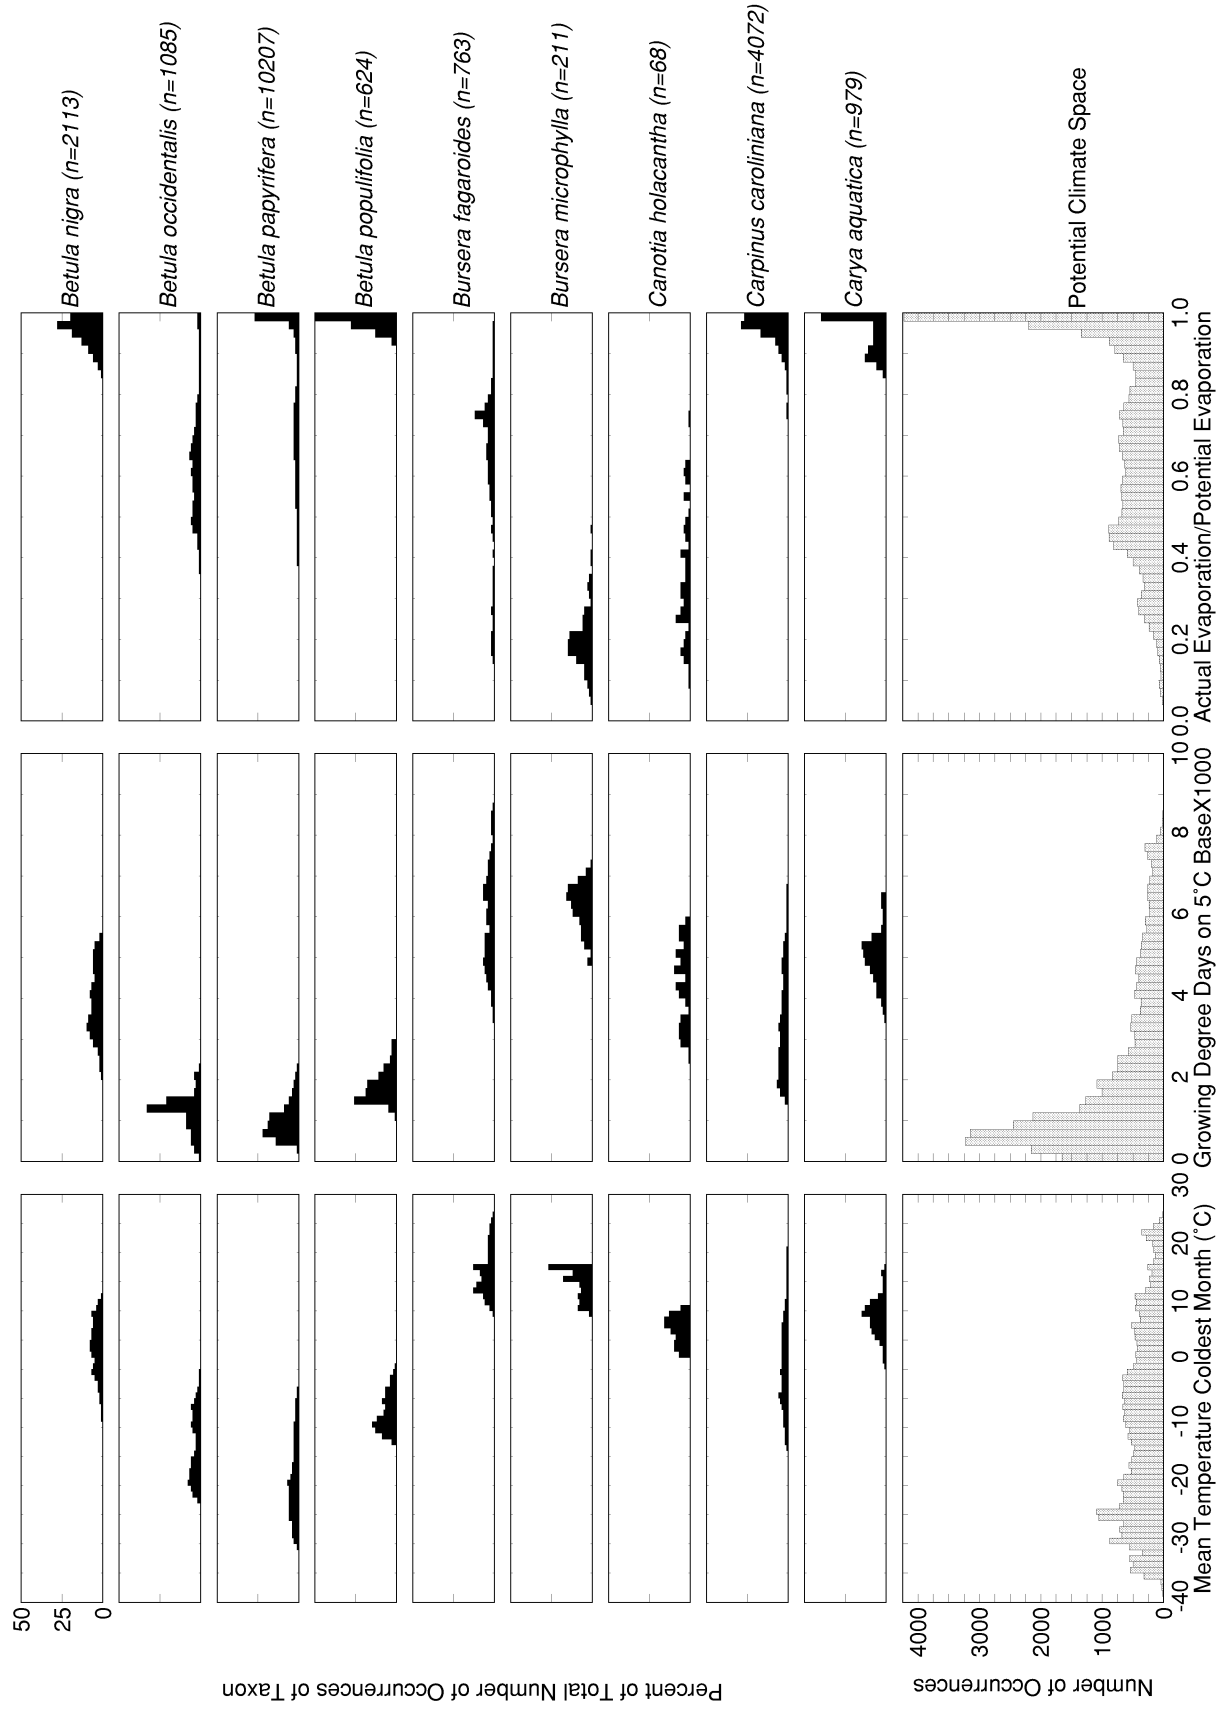 Betula nigra (n=2113)
Betula occidentalis (n=1085)
Betula papyrifera (n=10207)
Betula populifolia (n=624)
Bursera fagaroides (n=763)
Bursera microphylla (n=211)
Canotia holacantha (n=68)
Carpinus caroliniana (n=4072)
Carya aquatica (n=979)
Potential Climate Space
50
25
0
Percent of Total Number of Occurrences of Taxon
4000
3000
2000
1000
0
Number of Occurrences
-40 -30 -20 -10 0 10 20 30
Mean Temperature Coldest Month (°C)
0 2 4 6 8 10
Growing Degree Days on 5°C BaseX1000
0.0 0.2 0.4 0.6 0.8 1.0
Actual Evaporation/Potential Evaporation